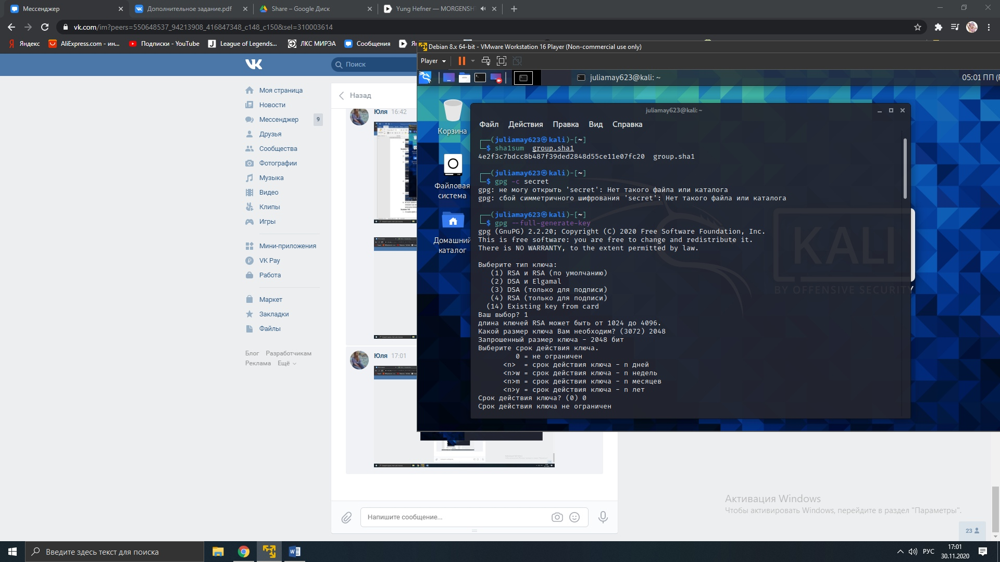 Мессенджер
Дополнительное задание.pdf
Share – Google Диск
Yung Hefner — MORGENSH
vk.com/im?peers=550648537_94213908_416847348_c148_c150&sel=310003614
Яндекс
AliExpress.com - ин...
Подписки - YouTube
League of Legends...
ЛКС МИРЭА
Сообщения
Debian 8.x 64-bit - VMware Workstation 16 Player (Non-commercial use only)
Player
juliamay623@kali: ~
05:01 ПП
Поиск
Моя страница
Новости
Мессенджер 9
Друзья
Сообщества
Фотографии
Музыка
Видео
Клипы
Игры
Мини-приложения
VK Pay
Работа
Маркет
Закладки
Файлы
Блог Разработчикам
Реклама Ещё
Назад
Юля 16:42
Юля 17:01
Напишите сообщение...
Корзина
Файловая
система
Домашний
каталог
juliamay623@kali: ~
Файл Действия Правка Вид Справка
┌──(juliamay623㉿kali)-[~]
└─$ sha1sum group.sha1
4e2f3c7bdcc8b487f39ded2848d55ce11e07fc20 group.sha1
┌──(juliamay623㉿kali)-[~]
└─$ gpg -c secret
gpg: не могу открыть 'secret': Нет такого файла или каталога
gpg: сбой симметричного шифрования 'secret': Нет такого файла или каталога
┌──(juliamay623㉿kali)-[~]
└─$ gpg --full-generate-key
gpg (GnuPG) 2.2.20; Copyright (C) 2020 Free Software Foundation, Inc.
This is free software: you are free to change and redistribute it.
There is NO WARRANTY, to the extent permitted by law.
Выберите тип ключа:
(1) RSA и RSA (по умолчанию)
(2) DSA и Elgamal
(3) DSA (только для подписи)
(4) RSA (только для подписи)
(14) Existing key from card
Ваш выбор? 1
длина ключей RSA может быть от 1024 до 4096.
Какой размер ключа Вам необходим? (3072) 2048
Запрошенный размер ключа - 2048 бит
Выберите срок действия ключа.
0 = не ограничен
<n> = срок действия ключа - n дней
<n>w = срок действия ключа - n недель
<n>m = срок действия ключа - n месяцев
<n>y = срок действия ключа - n лет
Срок действия ключа? (0) 0
Срок действия ключа не ограничен
KALI
BY OFFENSIVE SECURITY
Активация Windows
Чтобы активировать Windows, перейдите в раздел "Параметры".
23
Введите здесь текст для поиска
РУС
17:01
30.11.2020